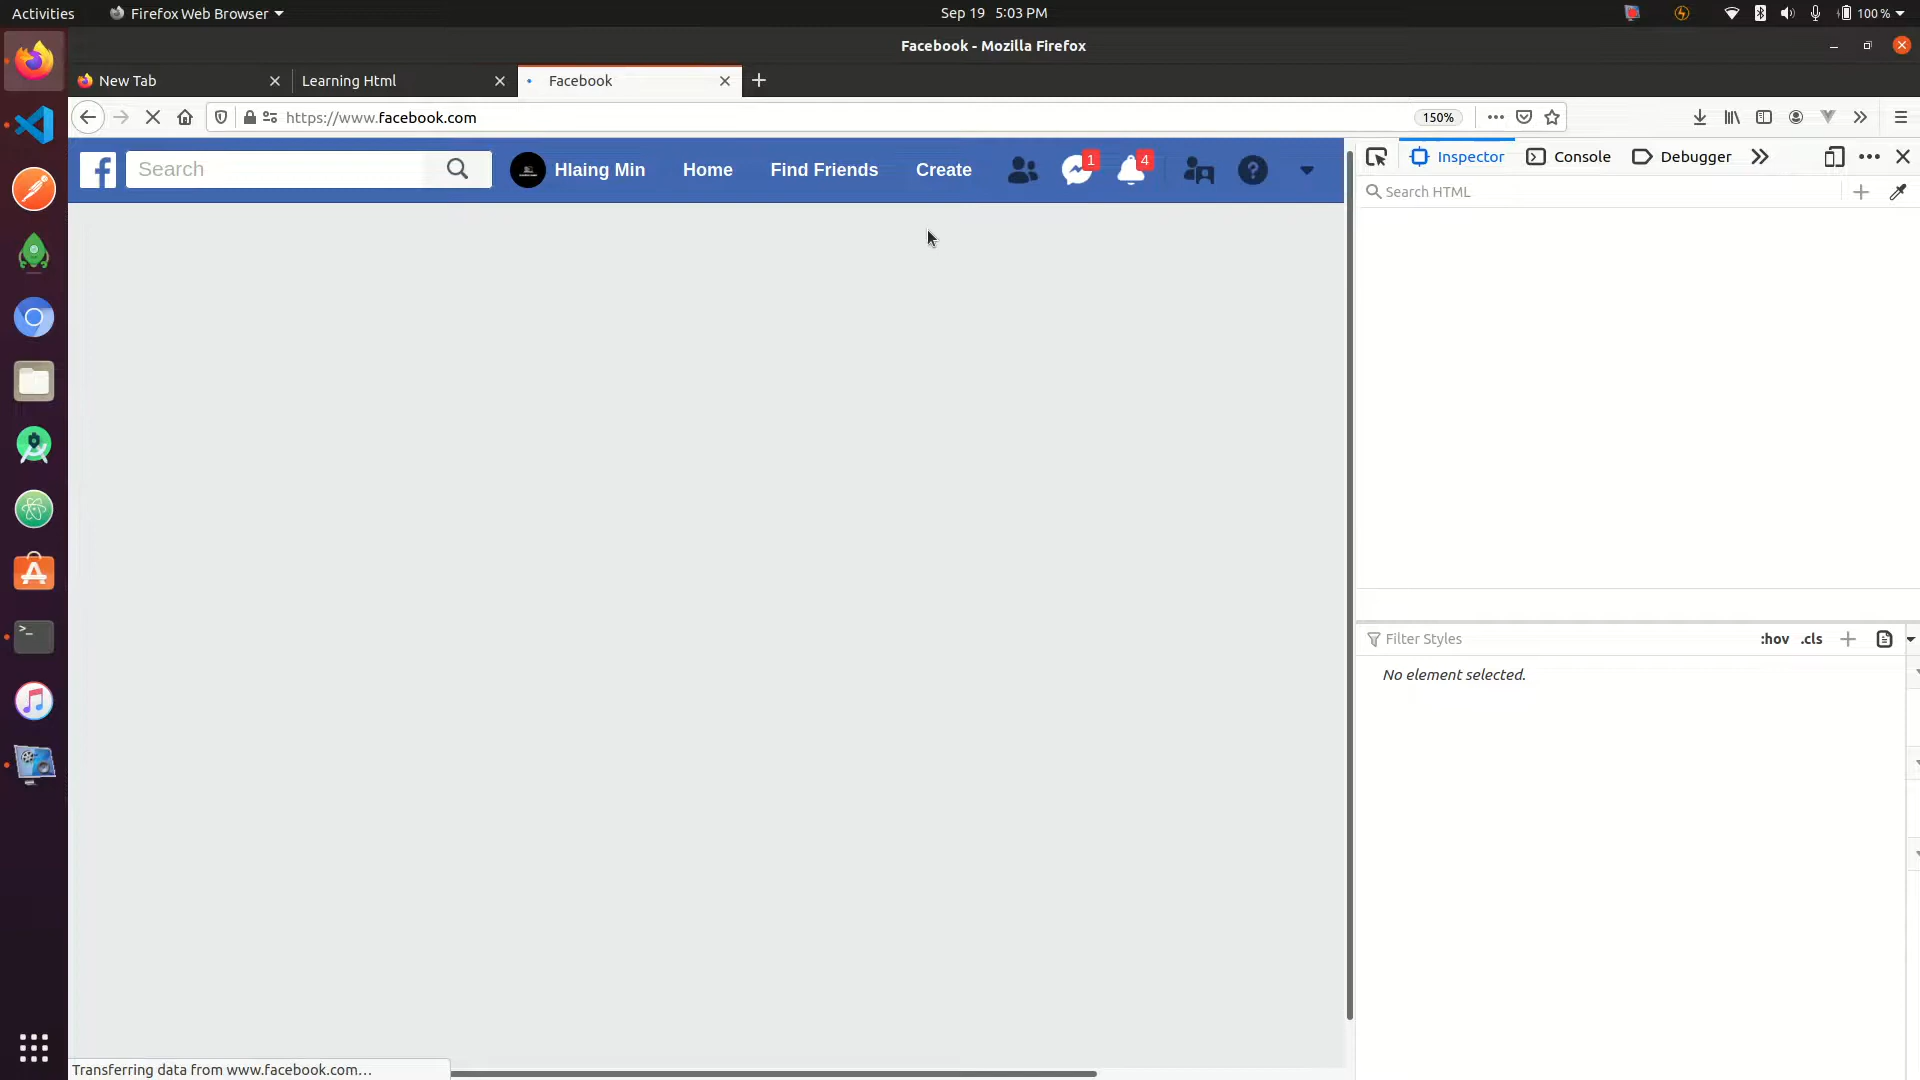 Activities Firefox Web Browser Sep 19 5:03 PM 100 %
Facebook - Mozilla Firefox
New Tab Learning Html Facebook
https://www.facebook.com 150%
Search Hlaing Min Home Find Friends Create 1 4
Inspector Console Debugger
Search HTML
Filter Styles :hov .cls
No element selected.
Transferring data from www.facebook.com…